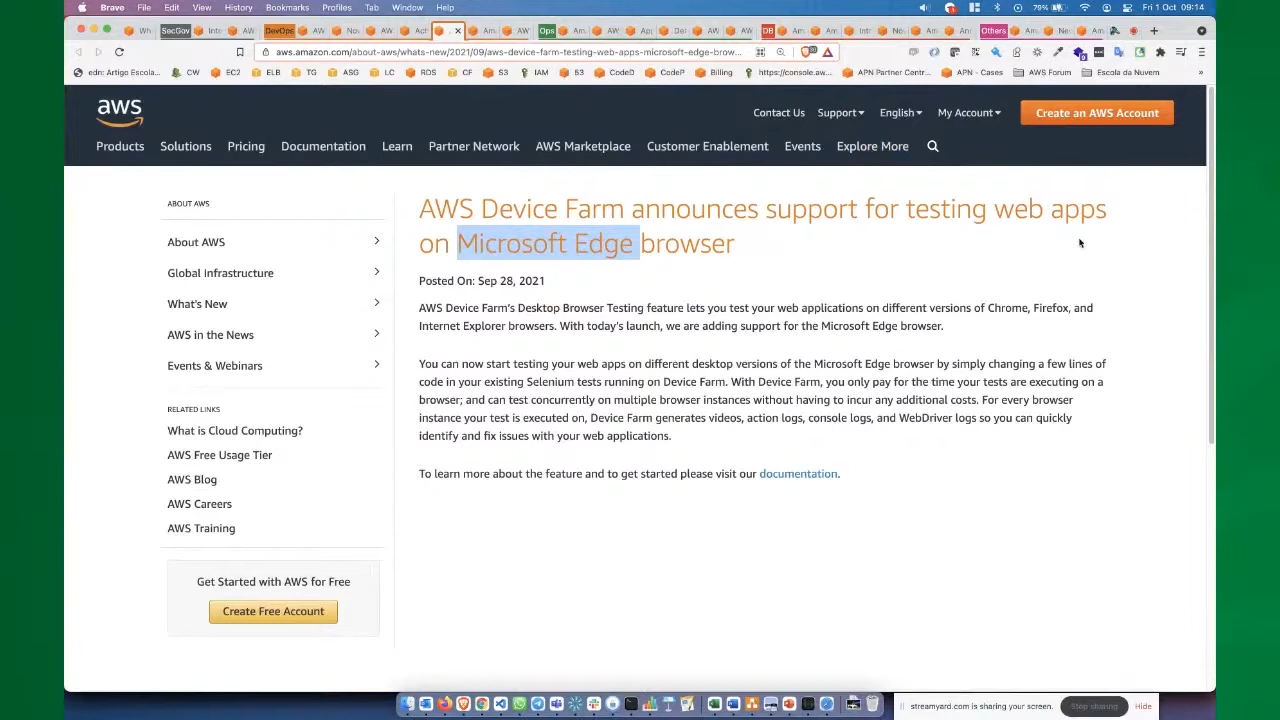 Brave File Edit View History Bookmarks Profiles Tab Window Help
79% Fri 1 Oct 09:14
SecGov DevOps Ops DB Others
aws.amazon.com/about-aws/whats-new/2021/09/aws-device-farm-testing-web-apps-microsoft-edge-brow...
edn: Artigo Escola... CW EC2 ELB TG ASG LC RDS CF S3 IAM 53 CodeD CodeP Billing https://console.aw... APN Partner Centr... APN - Cases AWS Forum Escola da Nuvem »
aws
Contact Us Support English My Account Create an AWS Account
Products Solutions Pricing Documentation Learn Partner Network AWS Marketplace Customer Enablement Events Explore More
ABOUT AWS
About AWS
Global Infrastructure
What's New
AWS in the News
Events & Webinars
RELATED LINKS
What is Cloud Computing?
AWS Free Usage Tier
AWS Blog
AWS Careers
AWS Training
Get Started with AWS for Free
Create Free Account
AWS Device Farm announces support for testing web apps
on Microsoft Edge browser
Posted On: Sep 28, 2021
AWS Device Farm's Desktop Browser Testing feature lets you test your web applications on different versions of Chrome, Firefox, and
Internet Explorer browsers. With today's launch, we are adding support for the Microsoft Edge browser.
You can now start testing your web apps on different desktop versions of the Microsoft Edge browser by simply changing a few lines of
code in your existing Selenium tests running on Device Farm. With Device Farm, you only pay for the time your tests are executing on a
browser; and can test concurrently on multiple browser instances without having to incur any additional costs. For every browser
instance your test is executed on, Device Farm generates videos, action logs, console logs, and WebDriver logs so you can quickly
identify and fix issues with your web applications.
To learn more about the feature and to get started please visit our documentation.
streamyard.com is sharing your screen. Stop sharing Hide